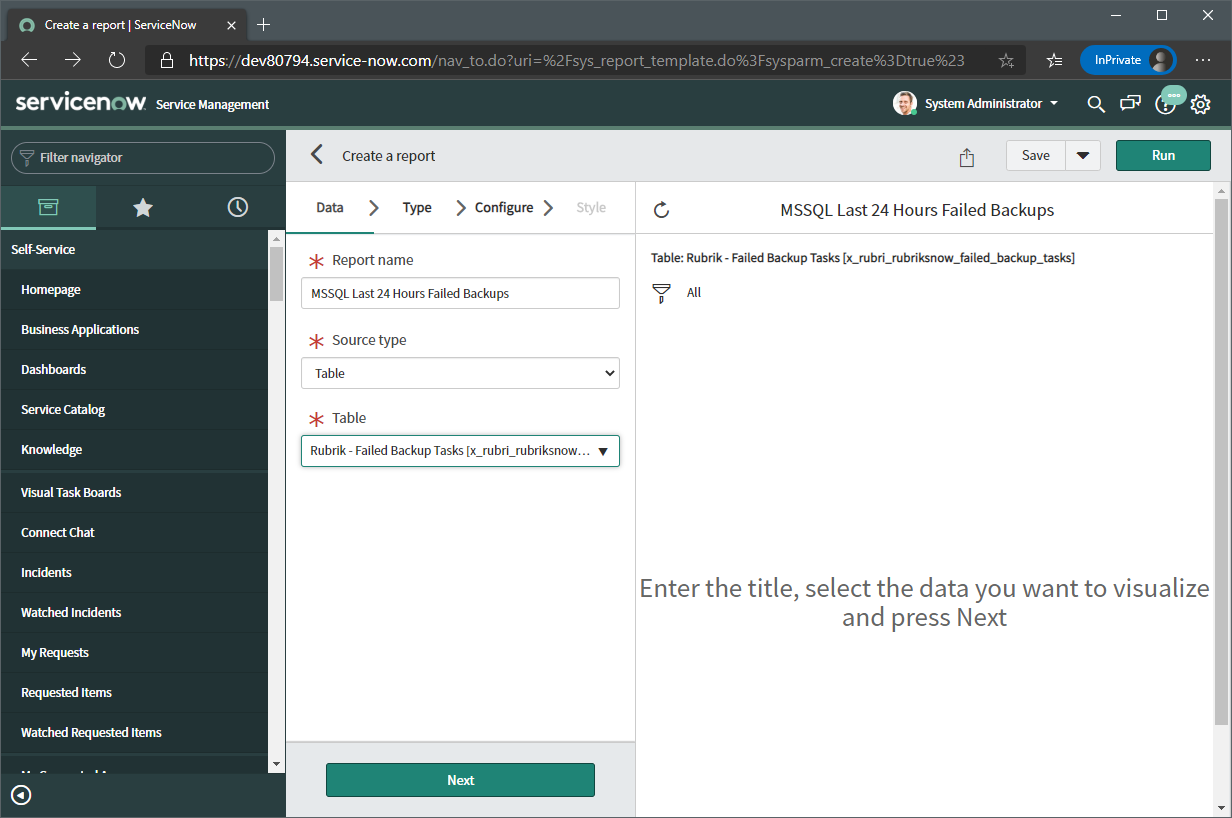 Create a report | ServiceNow
https://dev80794.service-now.com/nav_to.do?uri=%2Fsys_report_template.do%3Fsysparm_create%3Dtrue%23
InPrivate
servicenow Service Management
System Administrator
Filter navigator
Self-Service
Homepage
Business Applications
Dashboards
Service Catalog
Knowledge
Visual Task Boards
Connect Chat
Incidents
Watched Incidents
My Requests
Requested Items
Watched Requested Items
Create a report
Save
Run
Data
Type
Configure
Style
Report name
MSSQL Last 24 Hours Failed Backups
Source type
Table
Table
Rubrik - Failed Backup Tasks [x_rubri_rubriksnow...
Next
MSSQL Last 24 Hours Failed Backups
Table: Rubrik - Failed Backup Tasks [x_rubri_rubriksnow_failed_backup_tasks]
All
Enter the title, select the data you want to visualize
and press Next